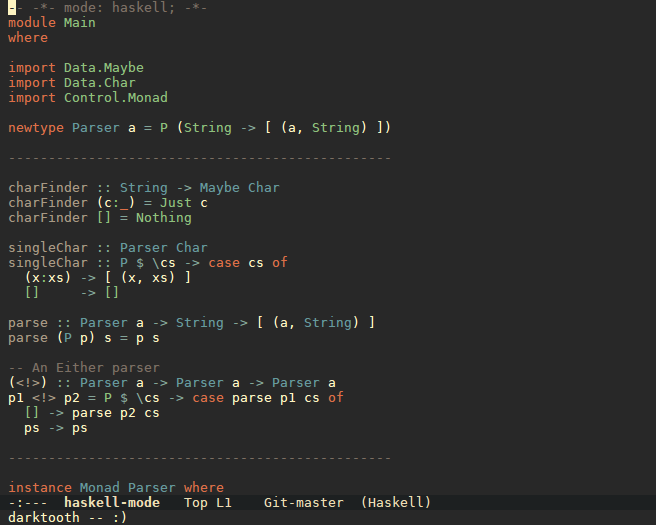 -- -*- mode: haskell; -*-
module Main
where

import Data.Maybe
import Data.Char
import Control.Monad

newtype Parser a = P (String -> [ (a, String) ])

------------------------------------------------

charFinder :: String -> Maybe Char
charFinder (c:_) = Just c
charFinder [] = Nothing

singleChar :: Parser Char
singleChar :: P $ \cs -> case cs of
  (x:xs) -> [ (x, xs) ]
  []     -> []

parse :: Parser a -> String -> [ (a, String) ]
parse (P p) s = p s

-- An Either parser
(<!>) :: Parser a -> Parser a -> Parser a
p1 <!> p2 = P $ \cs -> case parse p1 cs of
  [] -> parse p2 cs
  ps -> ps

------------------------------------------------

instance Monad Parser where
-:---  haskell-mode   Top L1    Git-master  (Haskell)
darktooth -- :)